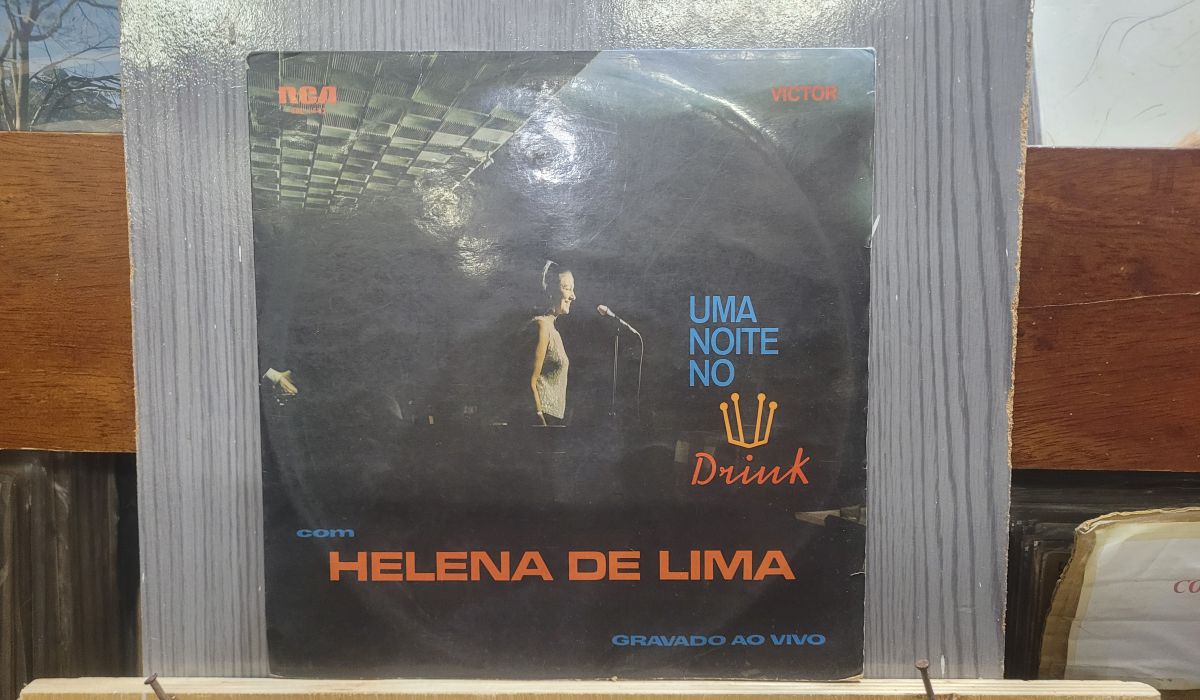 RCA
VICTOR
UMA
NOITE
NO
Drink
com
HELENA DE LIMA
GRAVADO AO VIVO